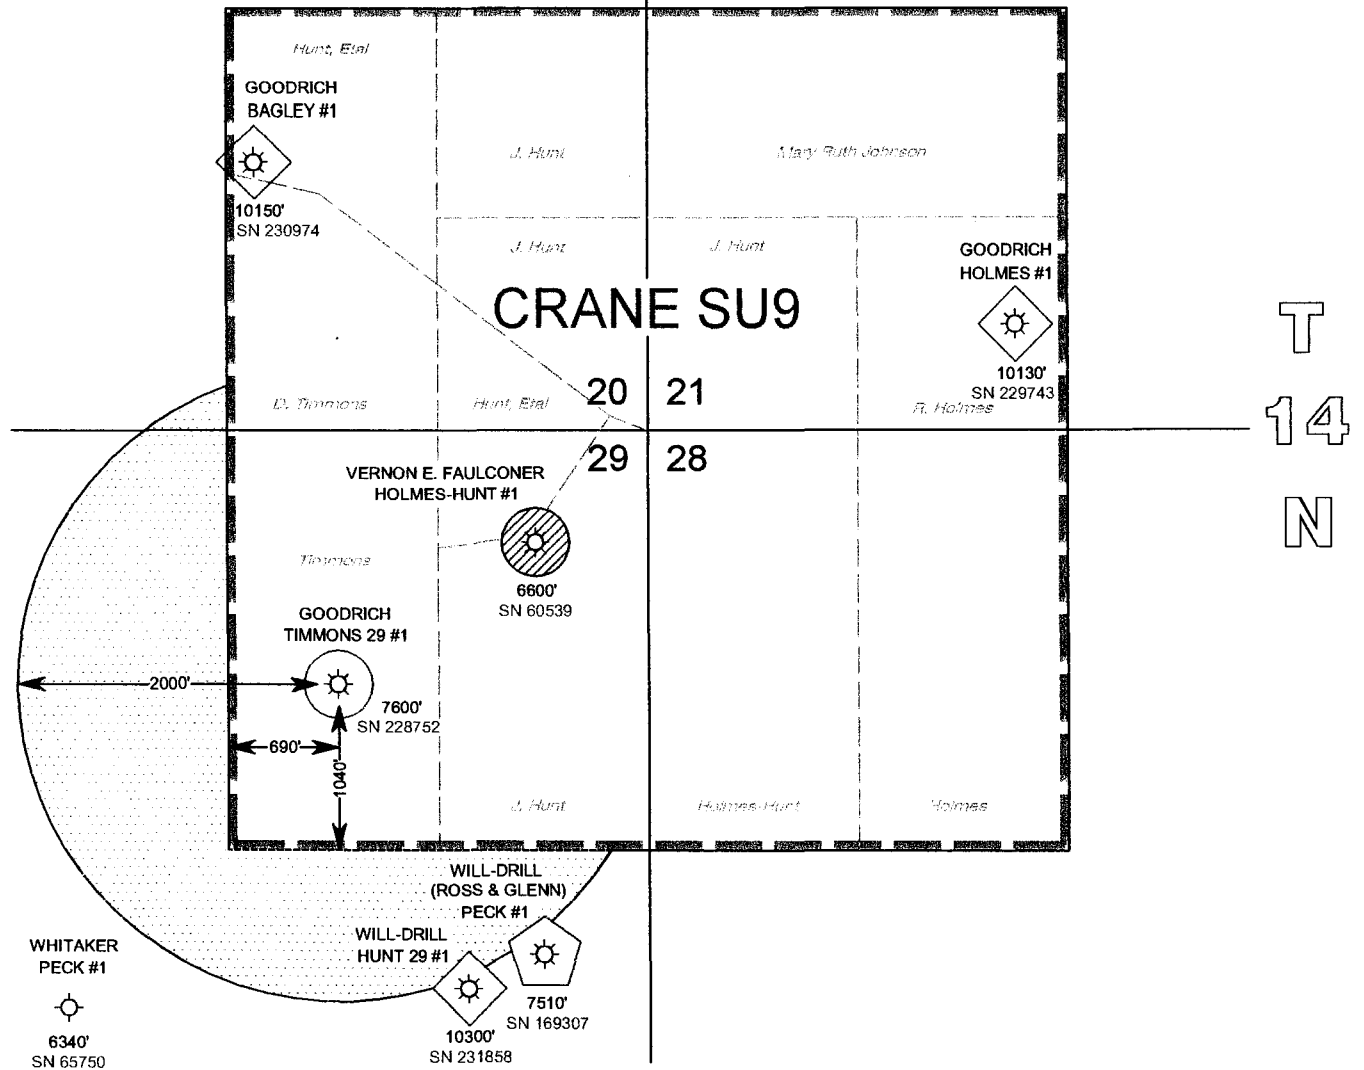 Hunt, Etal
GOODRICH
BAGLEY #1
10150'
SN 230974
J. Hunt
Mary Ruth Johnson
J. Hunt
J. Hunt
GOODRICH
HOLMES #1
10130'
SN 229743
CRANE SU9
T
14
N
D. Timmons
Hunt, Etal
20
21
R. Holmes
29
28
VERNON E. FAULCONER
HOLMES-HUNT #1
6600'
SN 60539
Timmons
GOODRICH
TIMMONS 29 #1
7600'
SN 228752
2000'
690'
1040'
J. Hunt
Holmes-Hunt
Holmes
WILL-DRILL
(ROSS & GLENN)
PECK #1
7510'
SN 169307
WILL-DRILL
HUNT 29 #1
10300'
SN 231858
WHITAKER
PECK #1
6340'
SN 65750